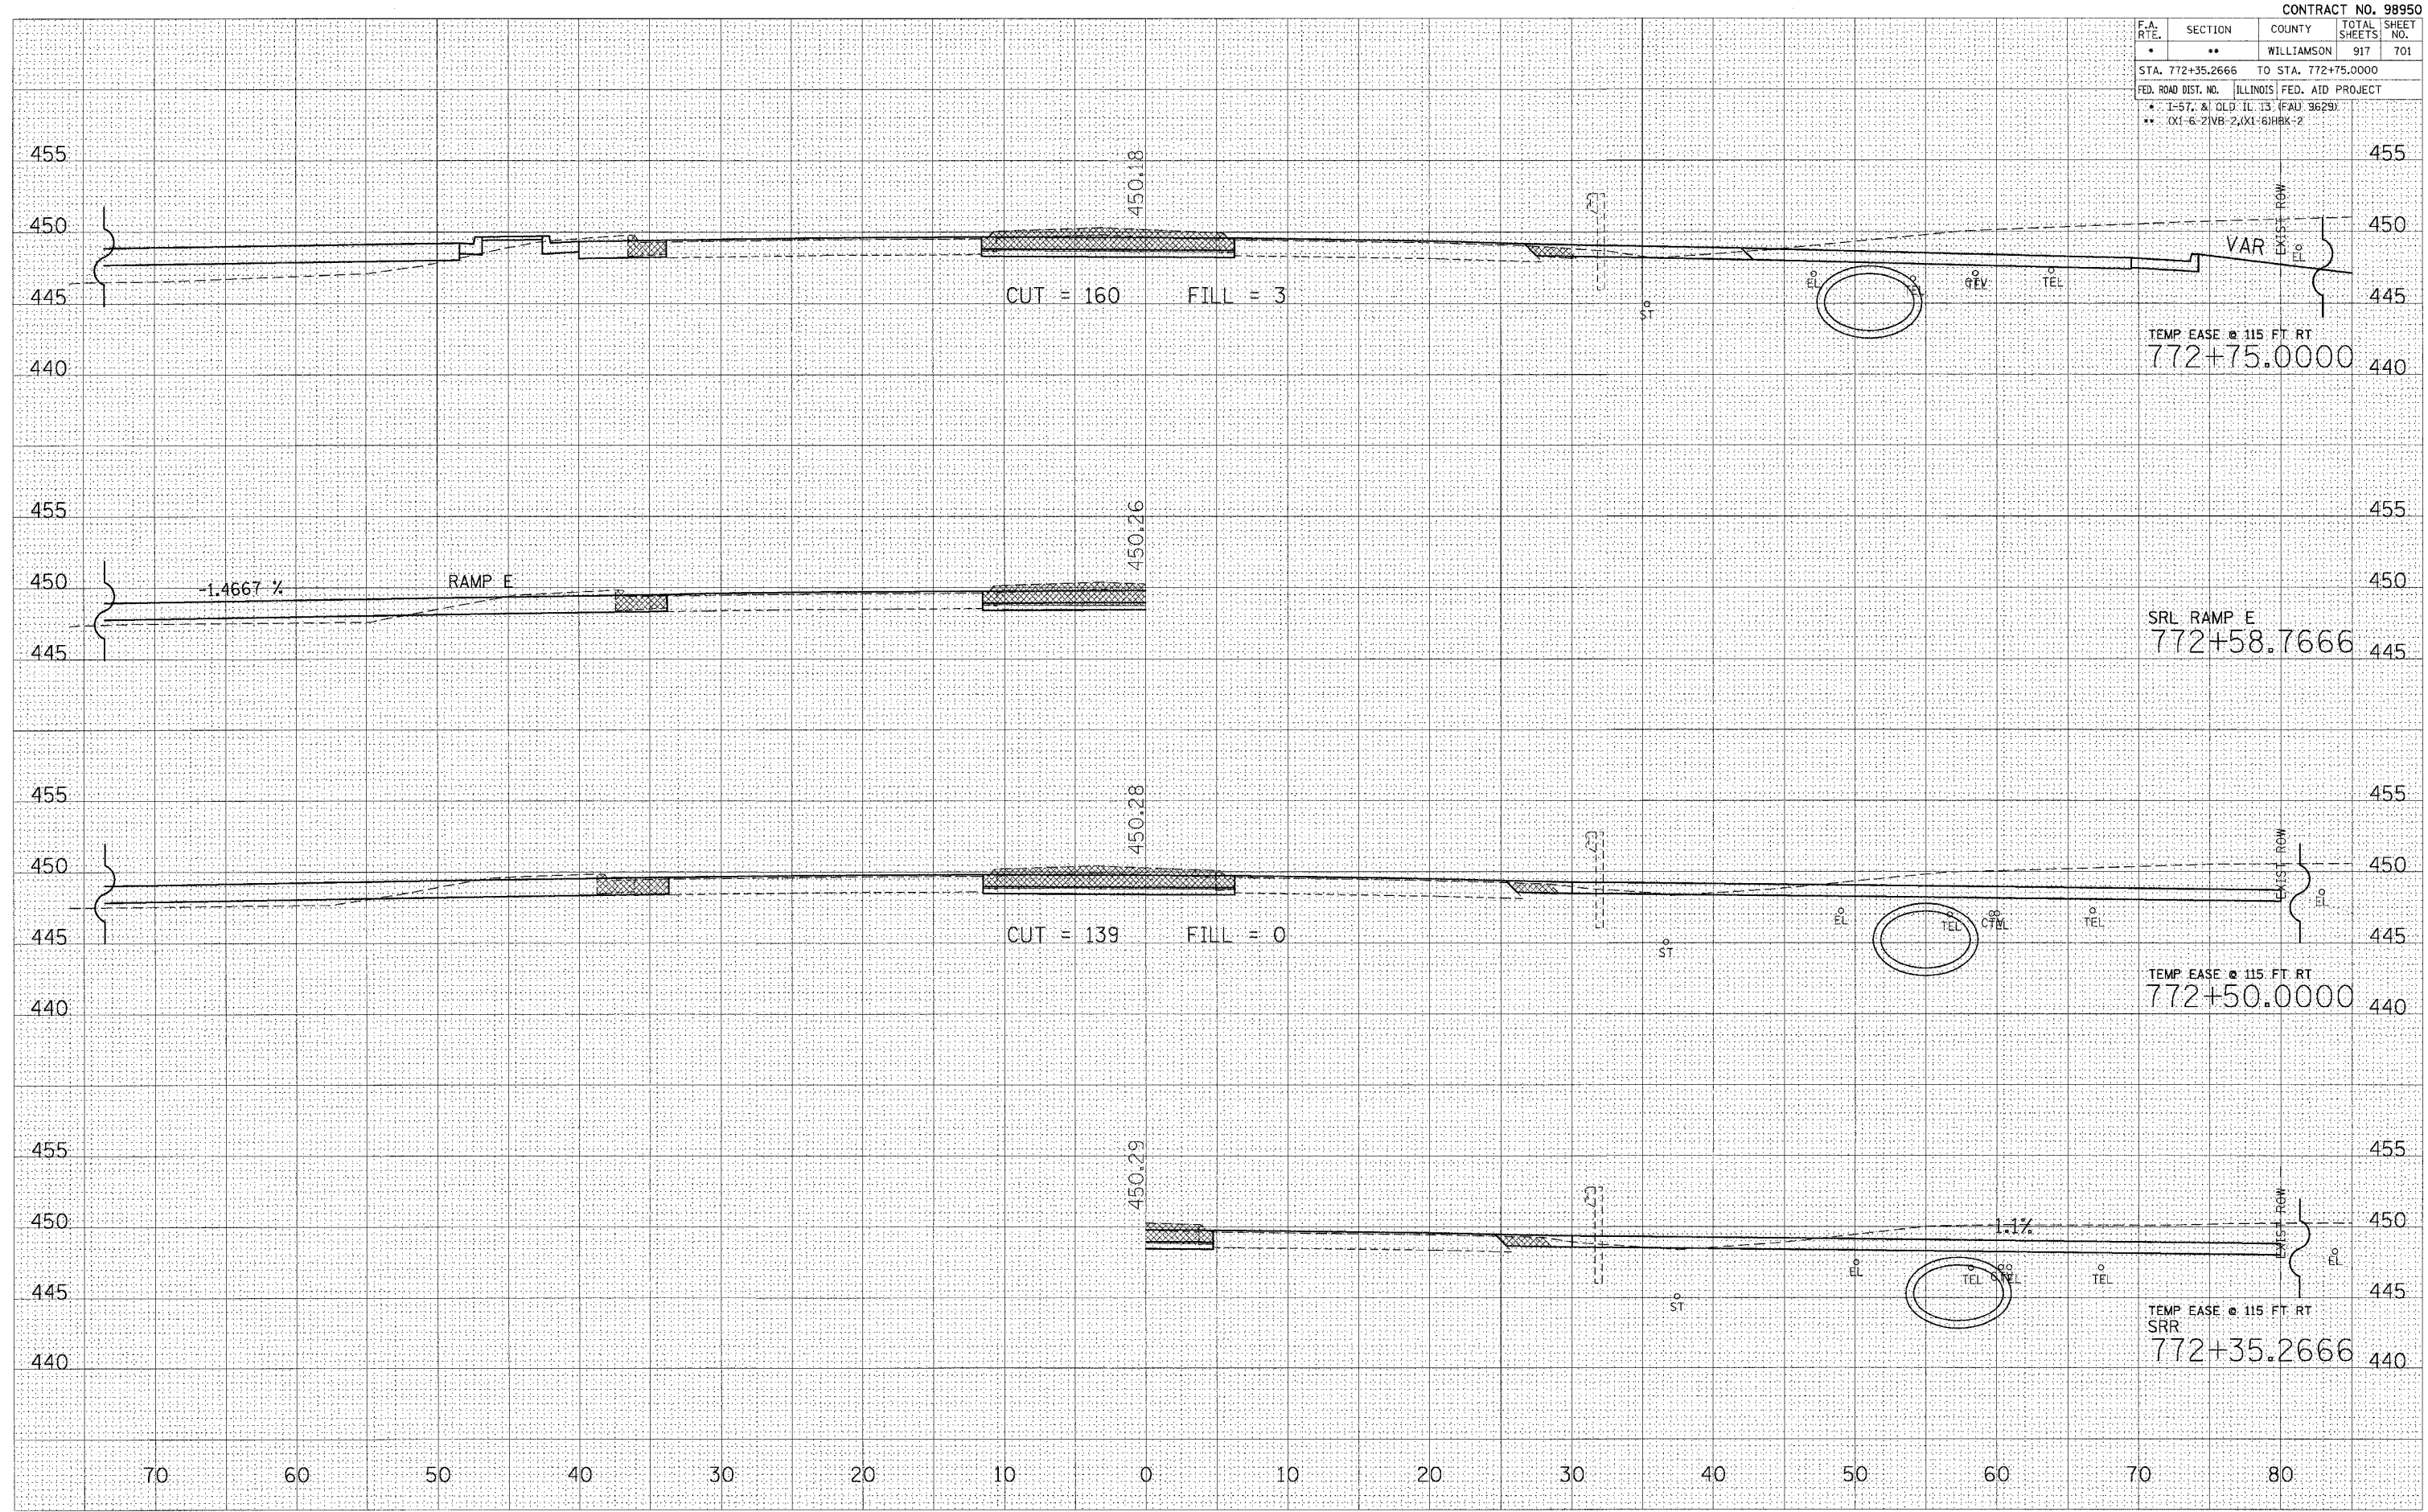 CONTRACT NO. 98950
F.A. RTE. SECTION COUNTY TOTAL SHEETS SHEET NO.
* ** WILLIAMSON 917 701
STA. 772+35.2666 TO STA. 772+75.0000
FED. ROAD DIST. NO. ILLINOIS FED. AID PROJECT
* I-57, & OLD IL 13 (FAU 9629)
** (X1-6-2)VB-2,(X1-6)HBK-2
455 450.18 455
EXIST ROW
450 450
VAR
EL
EL TEL CTV TEL
445 CUT = 160 FILL = 3 445
ST
TEMP EASE @ 115 FT RT
772+75.0000
440 440
455 450.26 455
450 -1.4667 % RAMP E 450
SRL RAMP E
772+58.7666
445 445
455 450.28 455
EXIST ROW
450 450
EL
EL TEL TEL TEL
445 CUT = 139 FILL = 0 445
ST
TEMP EASE @ 115 FT RT
772+50.0000
440 440
455 450.29 455
EXIST ROW
450 1.1% 450
EL
EL TEL CTV TEL TEL
445 445
ST
TEMP EASE @ 115 FT RT
SRR
772+35.2666
440 440
70 60 50 40 30 20 10 0 10 20 30 40 50 60 70 80